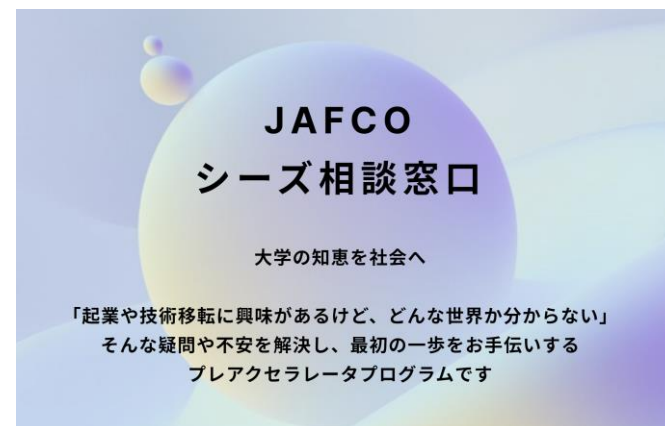 JAFCO
シーズ相談窓口
大学の知恵を社会へ
「起業や技術移転に興味があるけど、どんな世界か分からない」
そんな疑問や不安を解決し、最初の一歩をお手伝いする
プレアクセラレータプログラムです